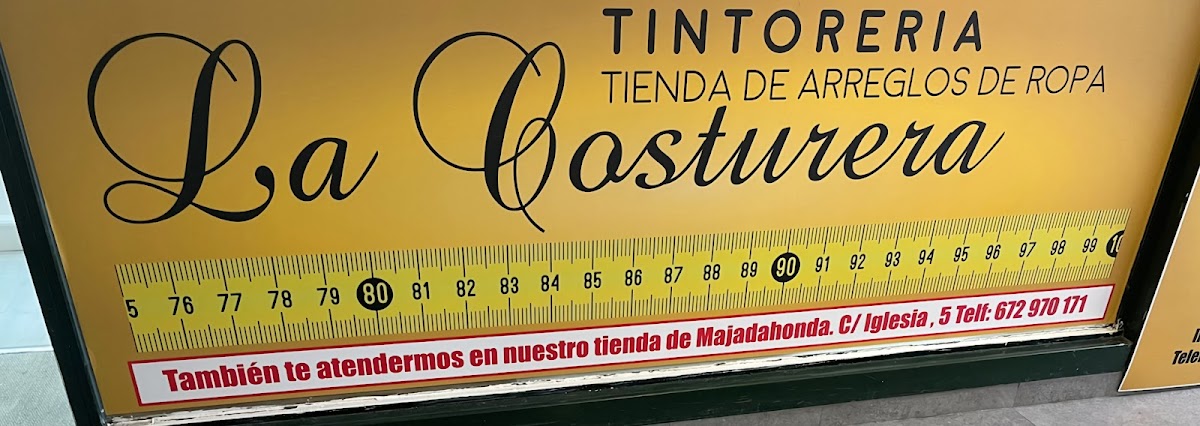 TINTORERIA
TIENDA DE ARREGLOS DE ROPA
La Costurera
76 77 78 79 80 81 82 83 84 85 86 87 88 89 90 91 92 93 94 95 96 97 98 99
También te atendermos en nuestro tienda de Majadahonda. C/ Iglesia , 5 Telf: 672 970 171